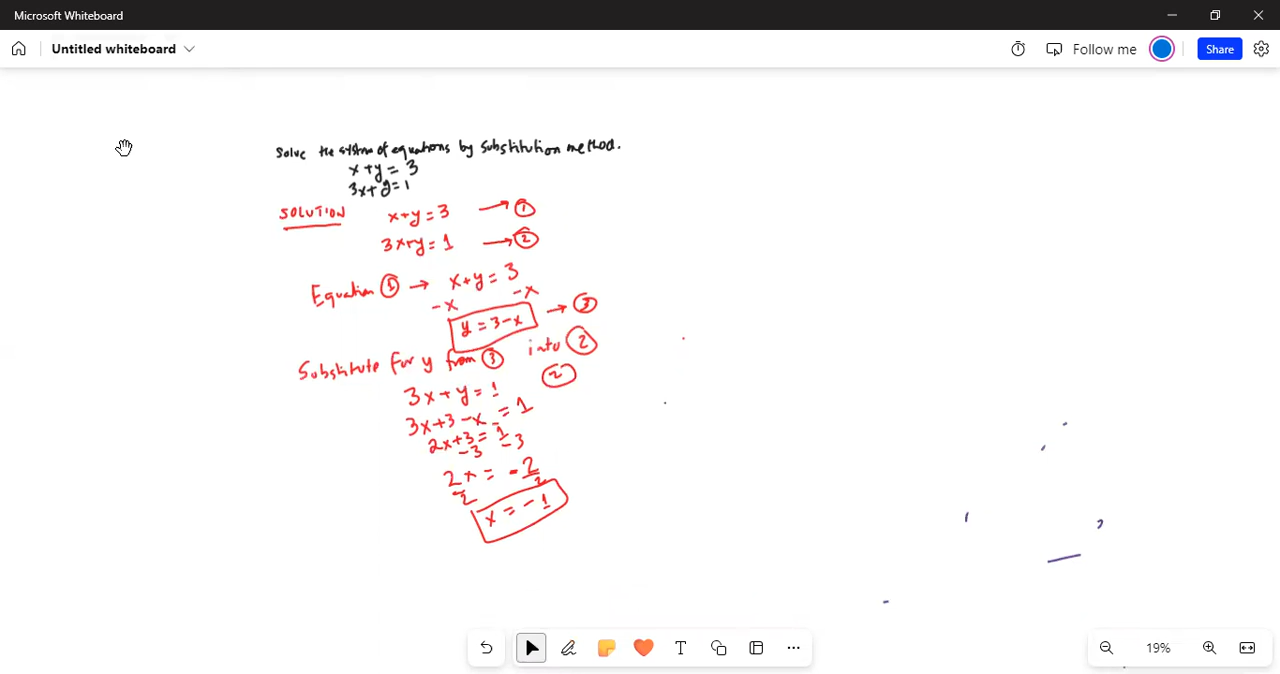 Microsoft Whiteboard
Untitled whiteboard
Follow me
Share
Solve the system of equations by substitution method.
x+y = 3
3x+y=1
SOLUTION
x+y = 3 → ①
3x+y = 1 → ②
Equation ① → x+y = 3
-x -x
y = 3-x → ③
Substitute for y from ③ into ②
②
3x + y = 1
3x+3-x = 1
2x+3 = 1
-3 -3
2x = -2
2 2
x = -1
19%